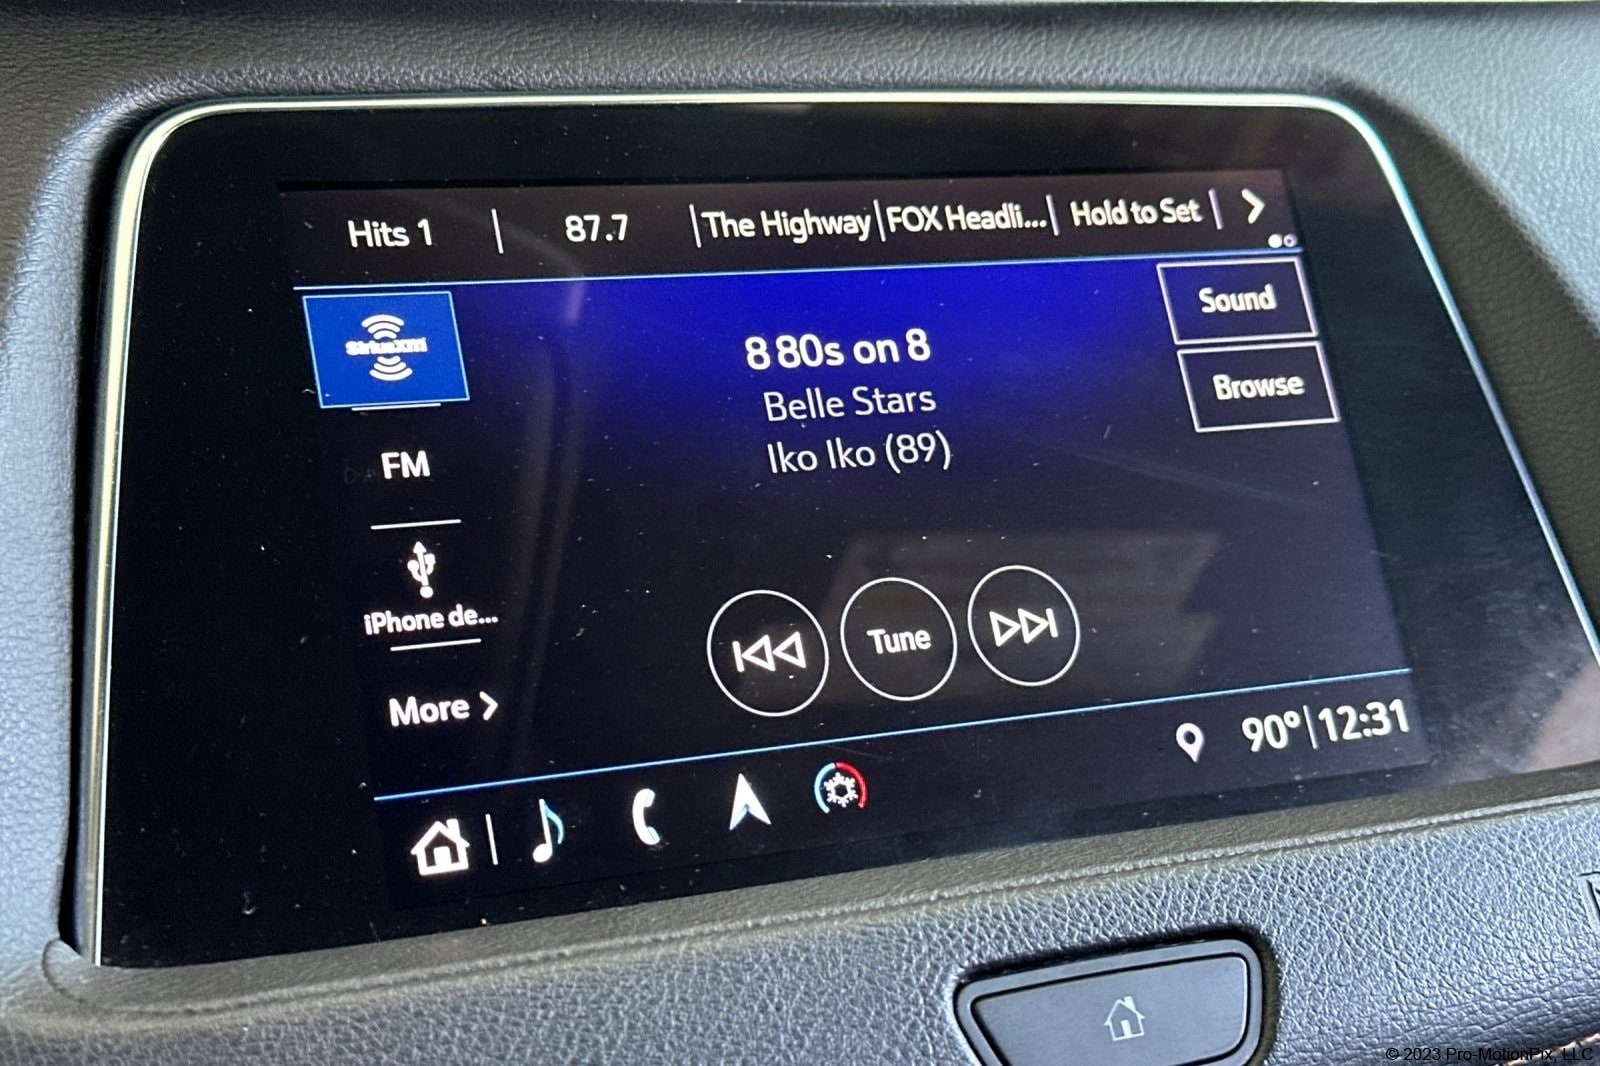 Hits 1
87.7
The Highway
FOX Headli...
Hold to Set
SiriusXM
8 80s on 8
Belle Stars
Iko Iko (89)
Sound
Browse
FM
iPhone de...
More
Tune
90° 12:31
© 2023 Pro-MotionPix, LLC